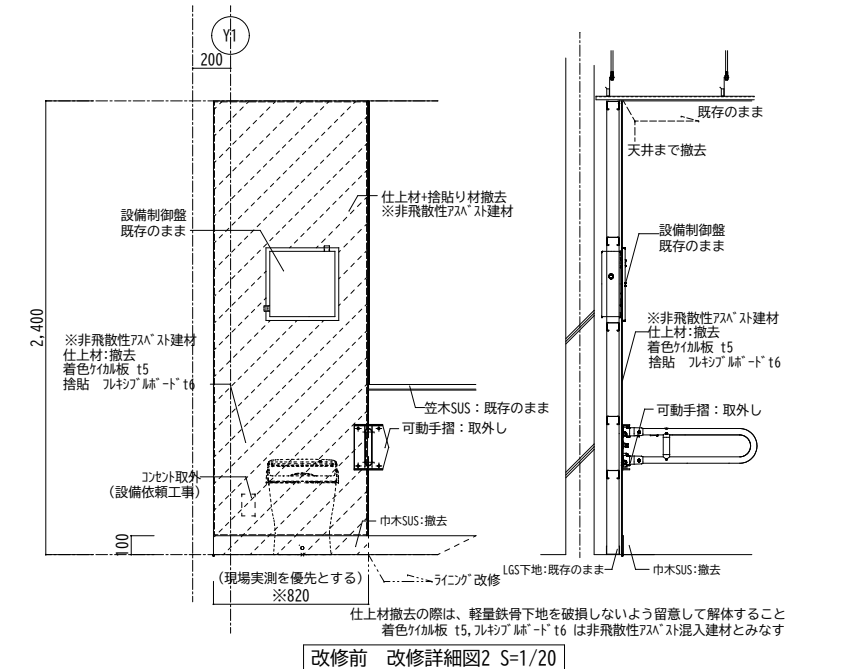 Y1
200
既存のまま
天井まで撤去
仕上材+捨貼り材撤去
※非飛散性ｱｽﾍﾞｽﾄ建材
設備制御盤
既存のまま
設備制御盤
既存のまま
2,400
※非飛散性ｱｽﾍﾞｽﾄ建材
仕上材:撤去
着色ｹｲｶﾙ板 t5
捨貼 ﾌﾚｷｼﾌﾞﾙﾎﾞｰﾄﾞt6
※非飛散性ｱｽﾍﾞｽﾄ建材
仕上材:撤去
着色ｹｲｶﾙ板 t5
捨貼 ﾌﾚｷｼﾌﾞﾙﾎﾞｰﾄﾞt6
笠木SUS：既存のまま
可動手摺：取外し
可動手摺：取外し
ｺﾝｾﾝﾄ取外
(設備依頼工事)
巾木SUS:撤去
100
LGS下地:既存のまま
巾木SUS:撤去
(現場実測を優先とする)
ﾗｲﾆﾝｸﾞ改修
※820
仕上材撤去の際は、軽量鉄骨下地を破損しないよう留意して解体すること
着色ｹｲｶﾙ板 t5,ﾌﾚｷｼﾌﾞﾙﾎﾞｰﾄﾞt6 は非飛散性ｱｽﾍﾞｽﾄ混入建材とみなす
改修前 改修詳細図2 S=1/20